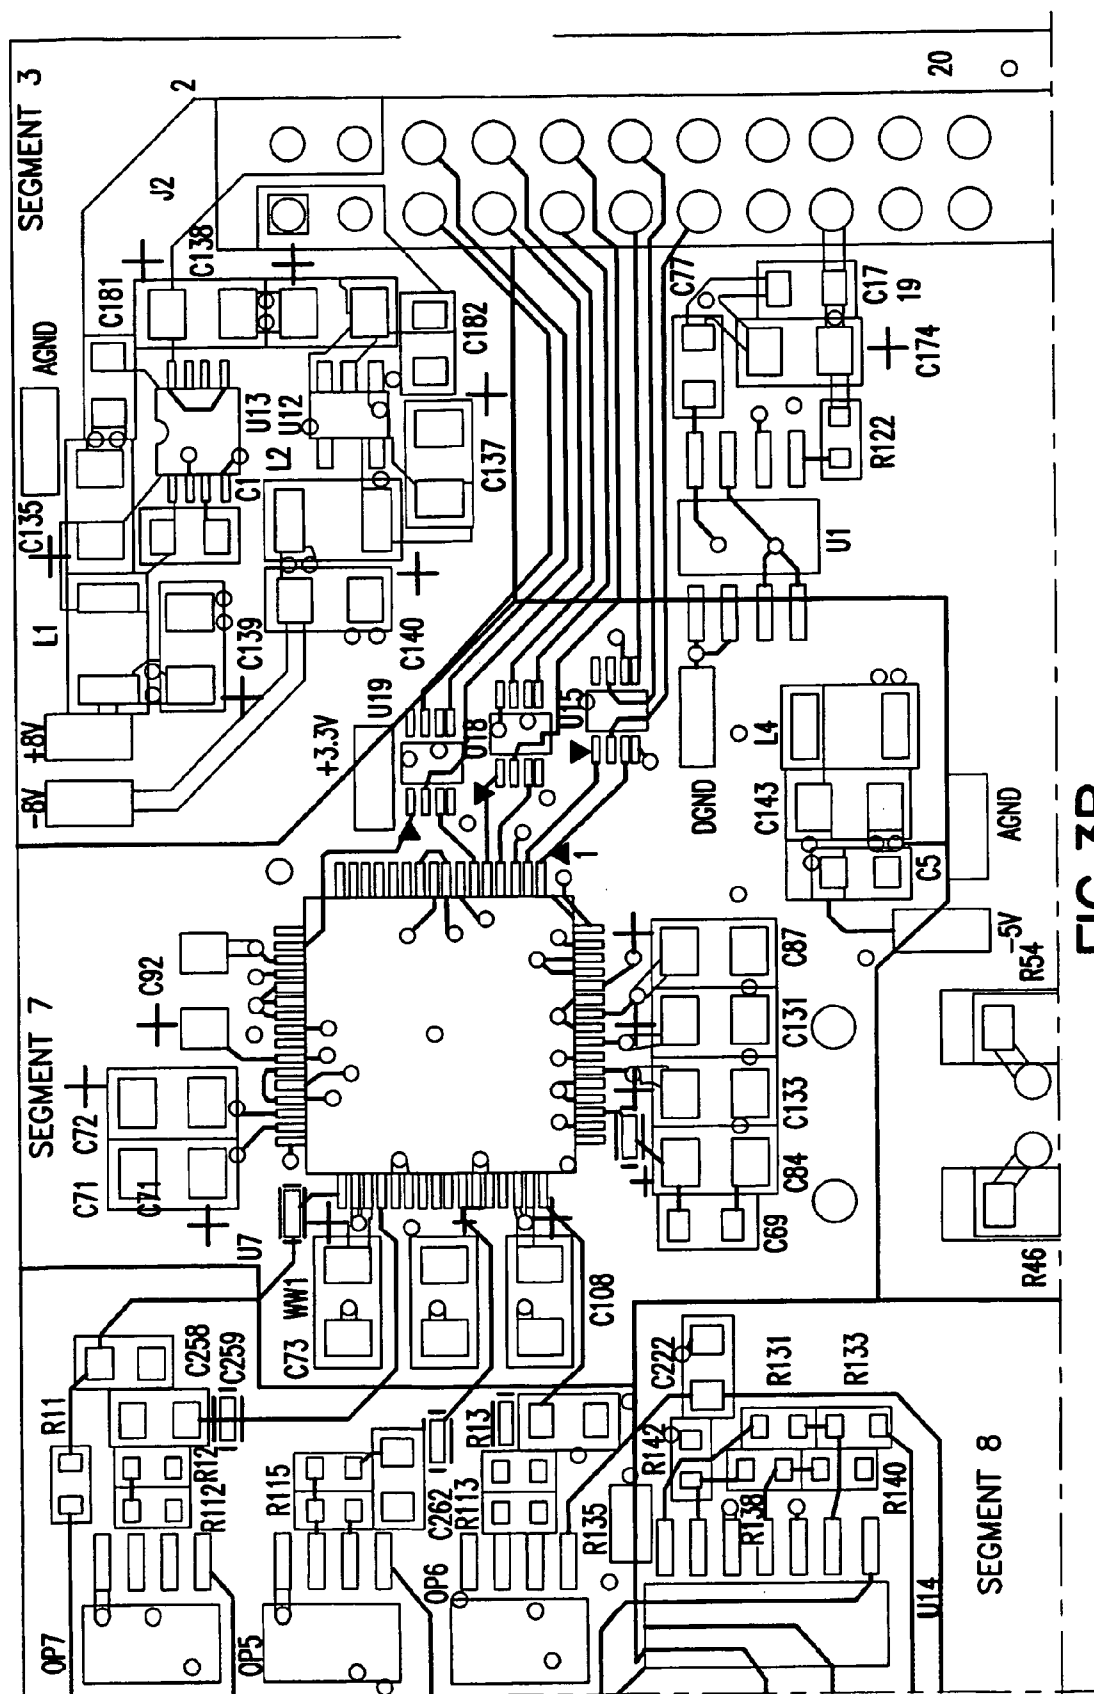 SEGMENT 3
2
20
J2
C138
C181
AGND
C182
C77
C17
19
C174
U13
U12
L2
C1
C137
R122
C135
U1
L1
C139
C140
+8V
-8V
U19
+3.3V
U18
U15
L4
DGND
C143
AGND
1
C5
-5V
C92
C87
R54
SEGMENT 7
C131
C72
C133
C71
C71
C84
U7
C69
R46
WW1
C73
C108
C258
C259
C222
R131
R133
R11
R12
R13
R142
R112
R115
C262
R113
R135
R138
R140
SEGMENT 8
OP7
OP5
OP6
U14
FIG. 3B